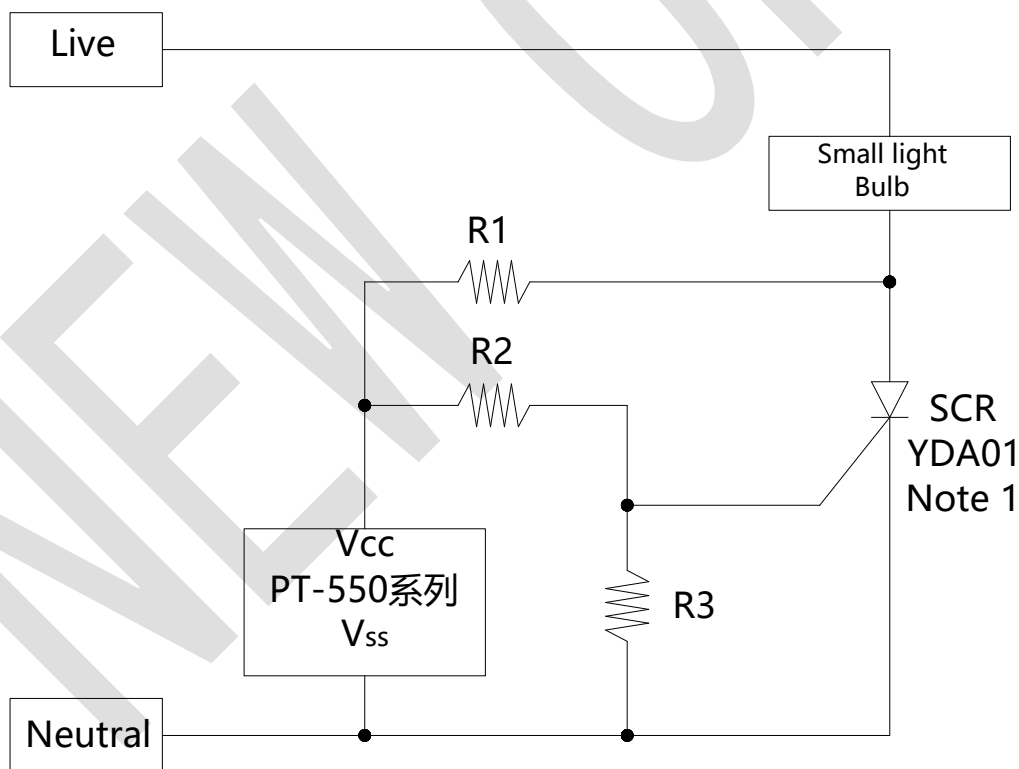 Live
Small light
Bulb
R1
R2
SCR
YDA01
Note 1
Vcc
PT-550系列
Vss
R3
Neutral